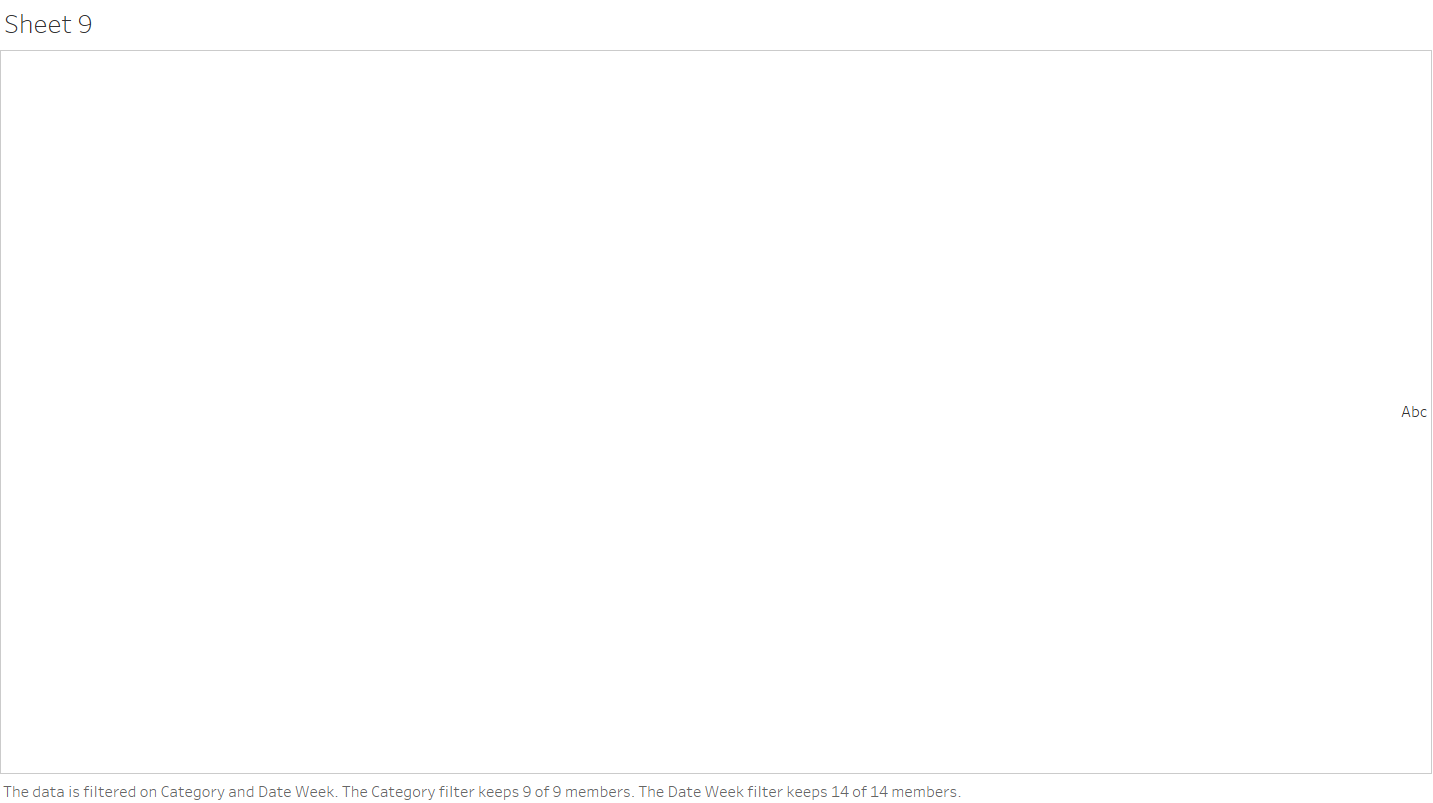 Sheet 9
Abc
The data is filtered on Category and Date Week. The Category filter keeps 9 of 9 members. The Date Week filter keeps 14 of 14 members.